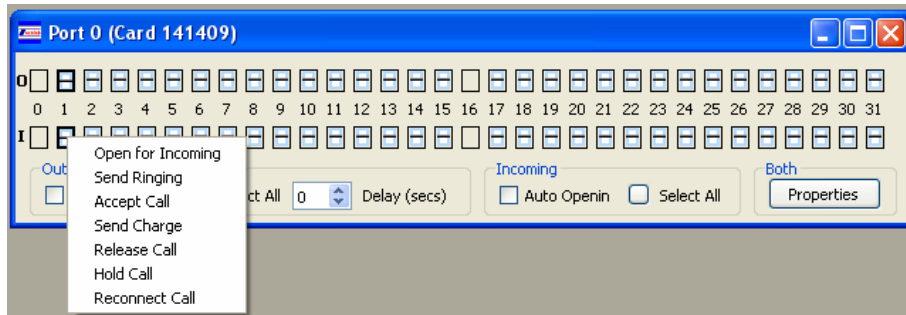 Port 0 (Card 141409)
O
0 1 2 3 4 5 6 7 8 9 10 11 12 13 14 15 16 17 18 19 20 21 22 23 24 25 26 27 28 29 30 31
I
Open for Incoming
Send Ringing
Accept Call
Send Charge
Release Call
Hold Call
Reconnect Call
Out
ct All 0 Delay (secs)
Incoming
Auto Openin Select All
Both
Properties